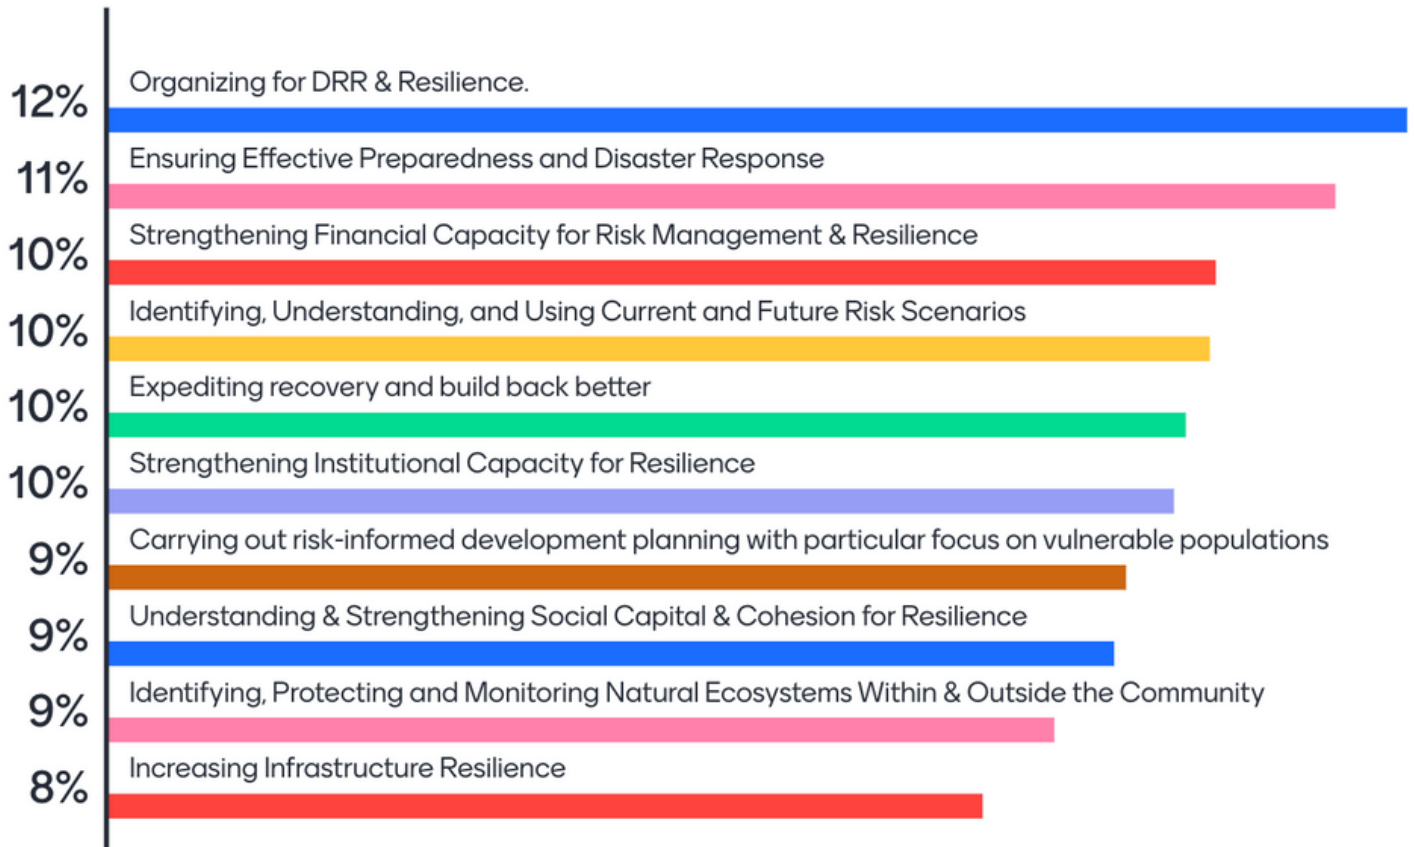 Organizing for DRR & Resilience.
12%
Ensuring Effective Preparedness and Disaster Response
11%
Strengthening Financial Capacity for Risk Management & Resilience
10%
Identifying, Understanding, and Using Current and Future Risk Scenarios
10%
Expediting recovery and build back better
10%
Strengthening Institutional Capacity for Resilience
10%
Carrying out risk-informed development planning with particular focus on vulnerable populations
9%
Understanding & Strengthening Social Capital & Cohesion for Resilience
9%
Identifying, Protecting and Monitoring Natural Ecosystems Within & Outside the Community
9%
Increasing Infrastructure Resilience
8%